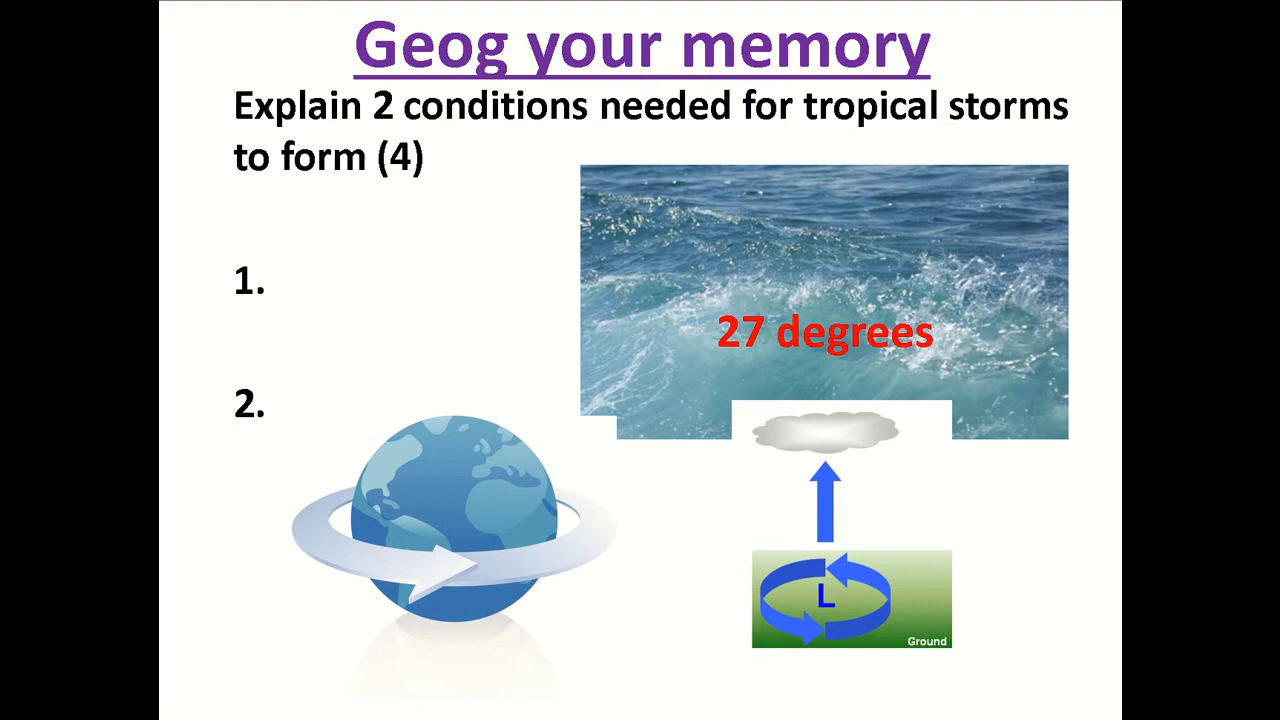 Geog your memory
Explain 2 conditions needed for tropical storms
to form (4)
1.
27 degrees
2.
L
Ground